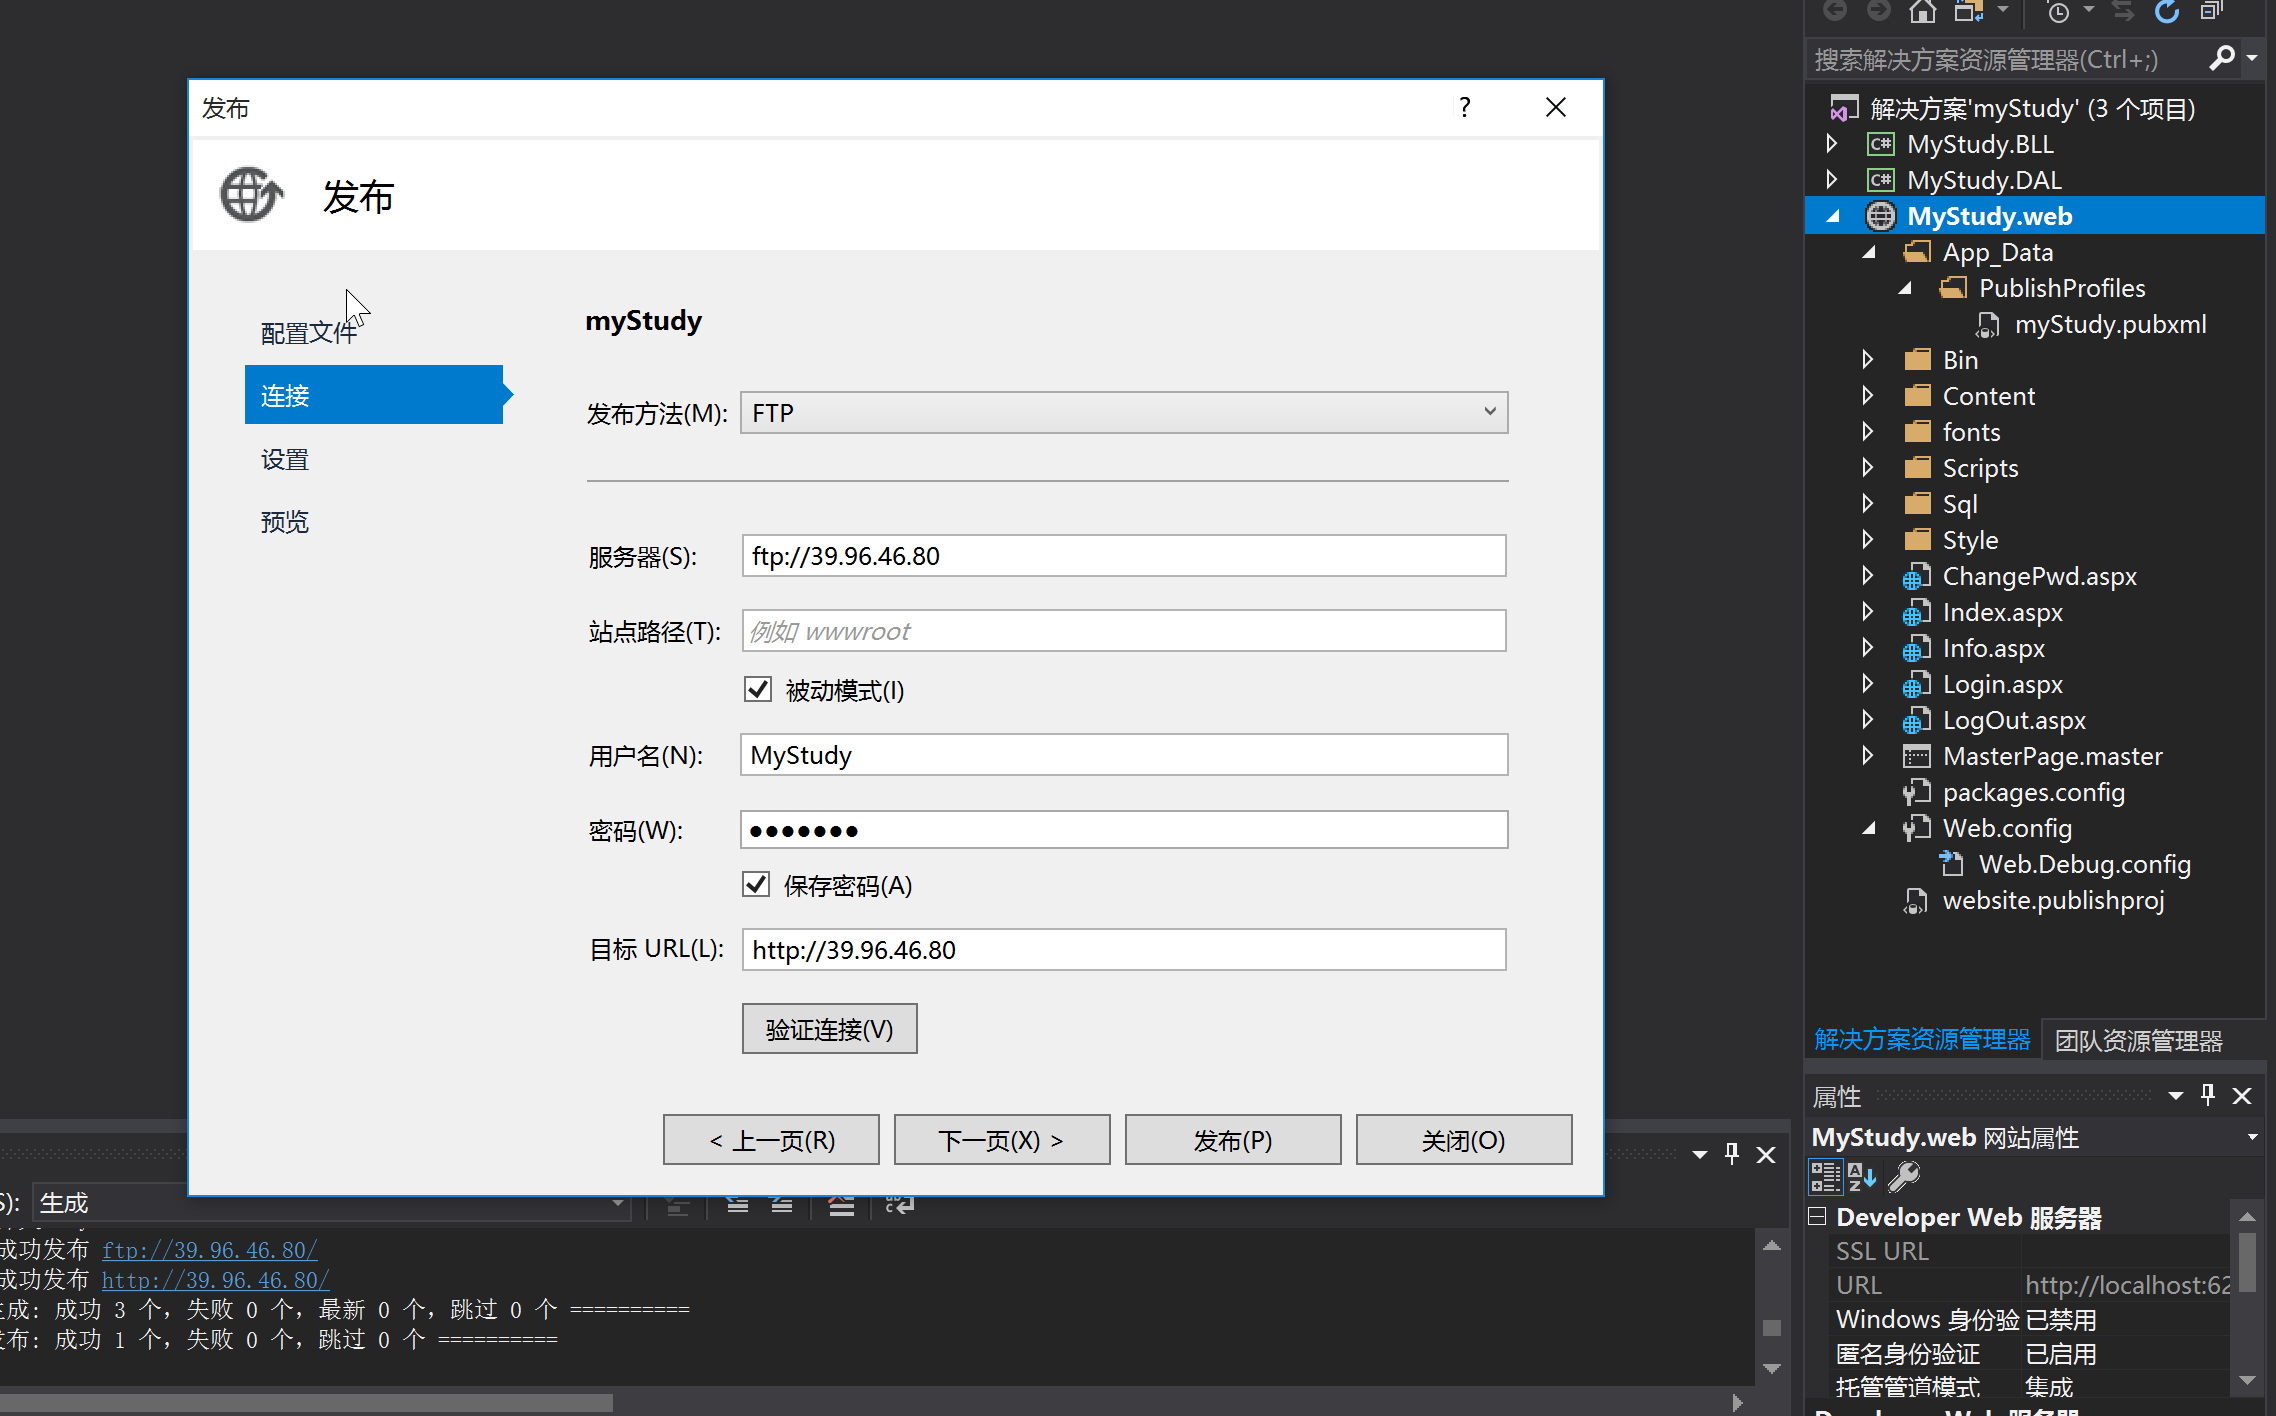 发布
?
发布
配置文件
连接
设置
预览
myStudy
发布方法(M):
FTP
服务器(S):
ftp://39.96.46.80
站点路径(T):
例如 wwwroot
被动模式(I)
用户名(N):
MyStudy
密码(W):
●●●●●●●
保存密码(A)
目标 URL(L):
http://39.96.46.80
验证连接(V)
< 上一页(R)
下一页(X) >
发布(P)
关闭(O)
S): 生成
成功发布 ftp://39.96.46.80/
成功发布 http://39.96.46.80/
成: 成功 3 个，失败 0 个，最新 0 个，跳过 0 个 ==========
布: 成功 1 个，失败 0 个，跳过 0 个 ==========
搜索解决方案资源管理器(Ctrl+;)
解决方案'myStudy' (3 个项目)
C# MyStudy.BLL
C# MyStudy.DAL
MyStudy.web
App_Data
PublishProfiles
myStudy.pubxml
Bin
Content
fonts
Scripts
Sql
Style
ChangePwd.aspx
Index.aspx
Info.aspx
Login.aspx
LogOut.aspx
MasterPage.master
packages.config
Web.config
Web.Debug.config
website.publishproj
解决方案资源管理器
团队资源管理器
属性
MyStudy.web 网站属性
Developer Web 服务器
SSL URL
URL http://localhost:62
Windows 身份验 已禁用
匿名身份验证 已启用
托管管道模式 集成